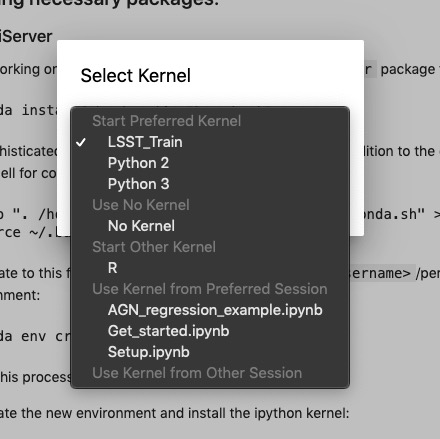 ng necessary packages:
iServer
orking or
Select Kernel
r package
da insta
Start Preferred Kernel
histicated
dition to the
✓ LSST_Train
ell for co
Python 2
Python 3
Use No Kernel
p ". /ho
No Kernel
onda.sh" >
rce ~/.
Start Other Kernel
R
ate to this f
sername> /per
nment:
Use Kernel from Preferred Session
AGN_regression_example.ipynb
da env cr
Get_started.ipynb
Setup.ipynb
his process
Use Kernel from Other Session
ate the new environment and install the ipython kernel: